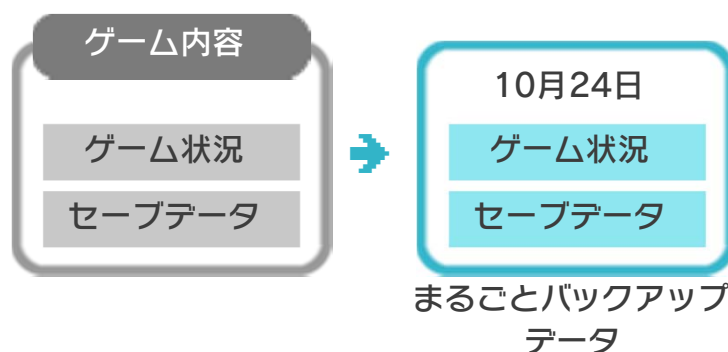 ゲーム内容
ゲーム状況
セーブデータ
10月24日
ゲーム状況
セーブデータ
まるごとバックアップ
データ